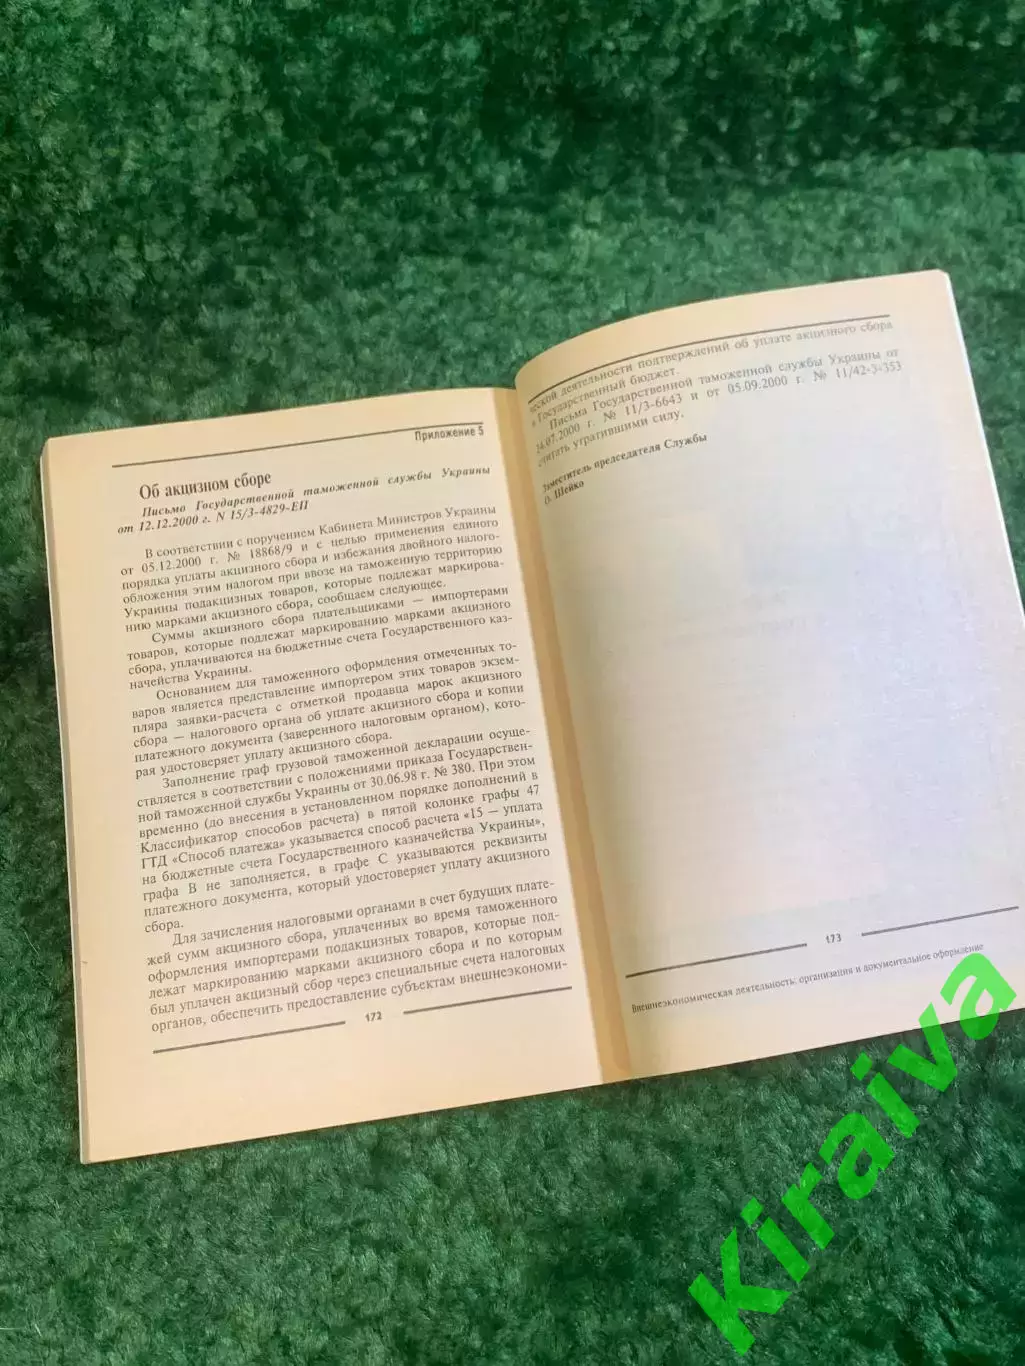 Приложение 5
Об акцизном сборе
Письмо Государственной таможенной службы Украины
от 12.12.2000 г. N 15/3-4829-ЕП
В соответствии с поручением Кабинета Министров Украины
от 05.12.2000 г. № 18868/9 и с целью применения единого
порядка уплаты акцизного сбора и избежания двойного налого-
обложения этим налогом при ввозе на таможенную территорию
Украины подакцизных товаров, которые подлежат маркирова-
нию марками акцизного сбора, сообщаем следующее.
Суммы акцизного сбора плательщиками — импортерами
товаров, которые подлежат маркированию марками акцизного
сбора, уплачиваются на бюджетные счета Государственного каз-
начейства Украины.
Основанием для таможенного оформления отмеченных то-
варов является представление импортером этих товаров экзем-
пляра заявки-расчета с отметкой продавца марок акцизного
сбора — налогового органа об уплате акцизного сбора и копии
платежного документа (заверенного налоговым органом), кото-
рая удостоверяет уплату акцизного сбора.
Заполнение граф грузовой таможенной декларации осуще-
ствляется в соответствии с положениями приказа Государствен-
ной таможенной службы Украины от 30.06.98 г. № 380. При этом
временно (до внесения в установленном порядке дополнений в
Классификатор способов расчета) в пятой колонке графы 47
ГТД «Способ платежа» указывается способ расчета «15 — уплата
на бюджетные счета Государственного казначейства Украины»,
графа В не заполняется, в графе С указываются реквизиты
платежного документа, который удостоверяет уплату акцизного
сбора.
Для зачисления налоговыми органами в счет будущих плате-
жей сумм акцизного сбора, уплаченных во время таможенного
оформления импортерами подакцизных товаров, которые под-
лежат маркированию марками акцизного сбора и по которым
был уплачен акцизный сбор через специальные счета налоговых
органов, обеспечить предоставление субъектам внешнеэкономи-
172
ческой деятельности подтверждений об уплате акцизного сбора
в Государственный бюджет.
Письма Государственной таможенной службы Украины от
24.07.2000 г. № 11/3-6643 и от 05.09.2000 г. № 11/42-3-353
считать утратившими силу.
Заместитель председателя Службы
О. Шейко
173
Внешнеэкономическая деятельность: организация и документальное оформление
Kiraiva